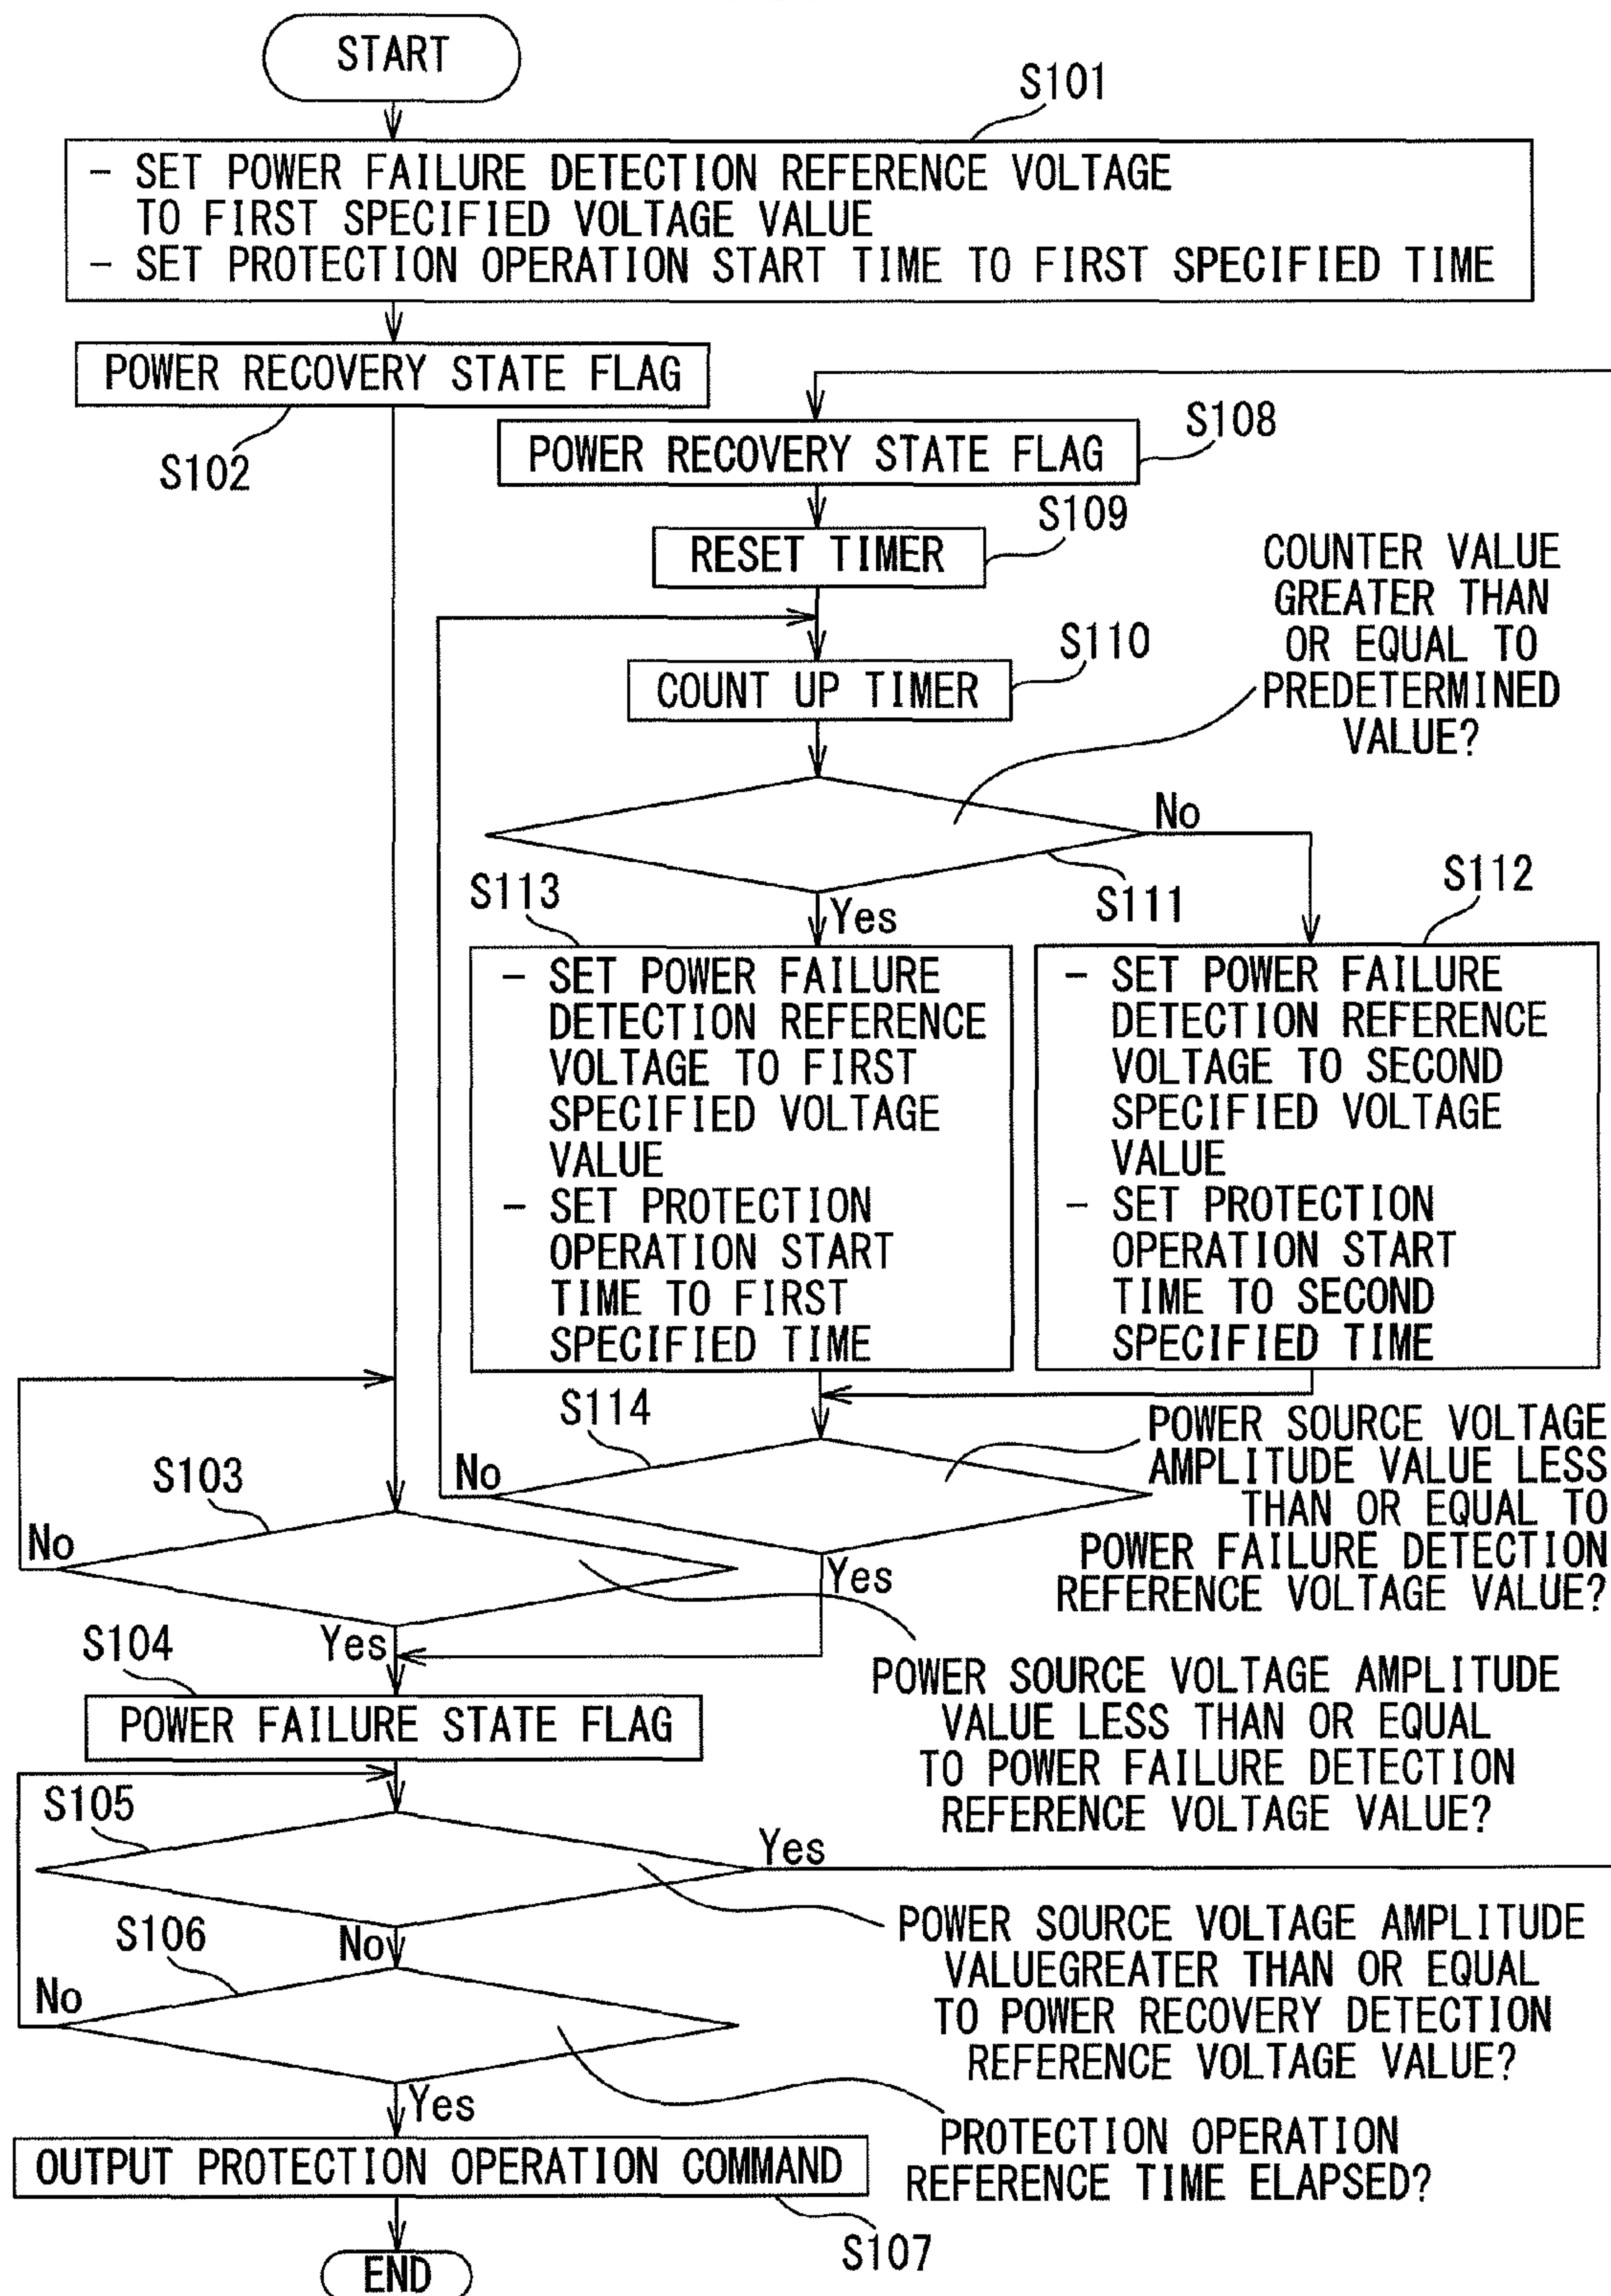 START
S101
- SET POWER FAILURE DETECTION REFERENCE VOLTAGE
TO FIRST SPECIFIED VOLTAGE VALUE
- SET PROTECTION OPERATION START TIME TO FIRST SPECIFIED TIME
POWER RECOVERY STATE FLAG
S102
S108
POWER RECOVERY STATE FLAG
S109
RESET TIMER
COUNTER VALUE
GREATER THAN
OR EQUAL TO
PREDETERMINED
VALUE?
S110
COUNT UP TIMER
No
S111
Yes
S113
- SET POWER FAILURE
DETECTION REFERENCE
VOLTAGE TO FIRST
SPECIFIED VOLTAGE
VALUE
- SET PROTECTION
OPERATION START
TIME TO FIRST
SPECIFIED TIME
S112
- SET POWER FAILURE
DETECTION REFERENCE
VOLTAGE TO SECOND
SPECIFIED VOLTAGE
VALUE
- SET PROTECTION
OPERATION START
TIME TO SECOND
SPECIFIED TIME
S114
No
Yes
POWER SOURCE VOLTAGE
AMPLITUDE VALUE LESS
THAN OR EQUAL TO
POWER FAILURE DETECTION
REFERENCE VOLTAGE VALUE?
S103
No
Yes
POWER SOURCE VOLTAGE AMPLITUDE
VALUE LESS THAN OR EQUAL
TO POWER FAILURE DETECTION
REFERENCE VOLTAGE VALUE?
S104
POWER FAILURE STATE FLAG
S105
Yes
No
POWER SOURCE VOLTAGE AMPLITUDE
VALUEGREATER THAN OR EQUAL
TO POWER RECOVERY DETECTION
REFERENCE VOLTAGE VALUE?
S106
No
Yes
PROTECTION OPERATION
REFERENCE TIME ELAPSED?
OUTPUT PROTECTION OPERATION COMMAND
S107
END